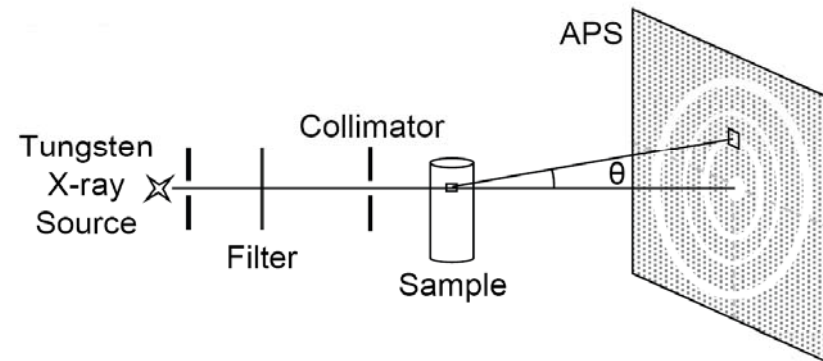 APS
Collimator
Tungsten
X-ray
Source
θ
Filter
Sample